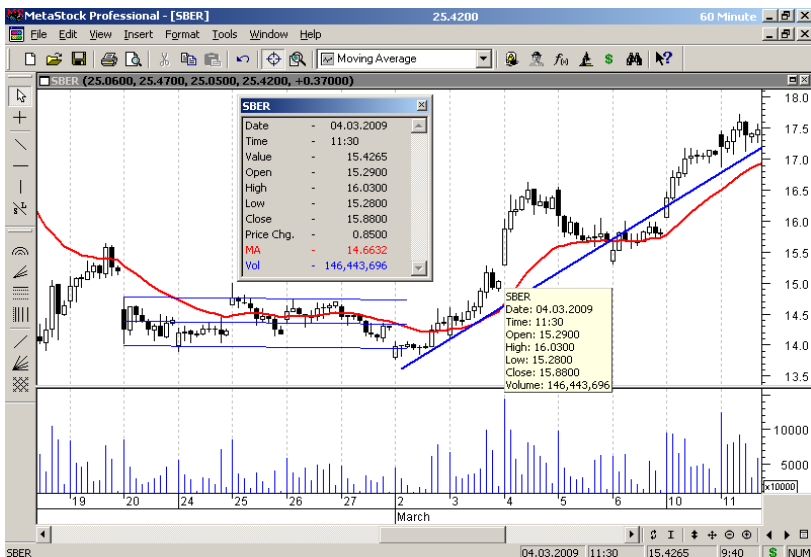 MetaStock Professional - [SBER] 25.4200 60 Minute
File Edit View Insert Format Tools Window Help
Moving Average
SBER (25.0600, 25.4700, 25.0500, 25.4200, +0.37000)
SBER
Date - 04.03.2009
Time - 11:30
Value - 15.4265
Open - 15.2900
High - 16.0300
Low - 15.2800
Close - 15.8800
Price Chg. - 0.8500
MA - 14.6632
Vol - 146,443,696
18.0
17.5
17.0
16.5
16.0
15.5
15.0
14.5
14.0
13.5
SBER
Date: 04.03.2009
Time: 11:30
Open: 15.2900
High: 16.0300
Low: 15.2800
Close: 15.8800
Volume: 146,443,696
10000
5000
x10000
19 20 24 25 26 27 2 3 4 5 6 10 11
March
SBER 04.03.2009 11:30 15.4265 9:40 $ NUM